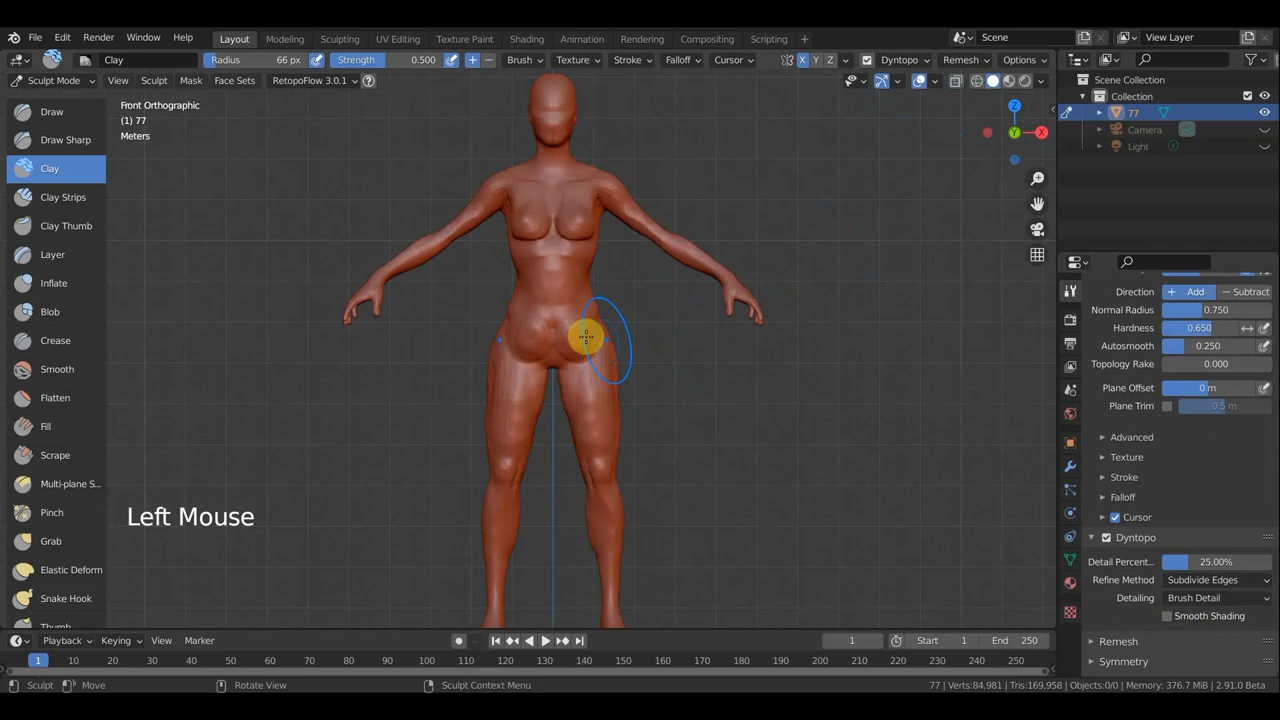 File Edit Render Window Help Layout Modeling Sculpting UV Editing Texture Paint Shading Animation Rendering Compositing Scripting + Scene View Layer
Clay Radius 66 px Strength 0.500 Brush Texture Stroke Falloff Cursor X Y Z Dyntopo Remesh Options
Sculpt Mode View Sculpt Mask Face Sets RetopoFlow 3.0.1 ?
Scene Collection
Collection
77
Camera
Light
Front Orthographic
(1) 77
Meters
Z
Y
X
Draw
Draw Sharp
Clay
Clay Strips
Clay Thumb
Layer
Inflate
Blob
Crease
Smooth
Flatten
Fill
Scrape
Multi-plane S...
Pinch
Grab
Elastic Deform
Snake Hook
Left Mouse
Direction + Add − Subtract
Normal Radius 0.750
Hardness 0.650
Autosmooth 0.250
Topology Rake 0.000
Plane Offset 0 m
Plane Trim 0.5 m
Advanced
Texture
Stroke
Falloff
Cursor
Dyntopo
Detail Percent... 25.00%
Refine Method Subdivide Edges
Detailing Brush Detail
Smooth Shading
Remesh
Symmetry
Playback Keying View Marker 1 Start 1 End 250
1 10 20 30 40 50 60 70 80 90 100 110 120 130 140 150 160 170 180 190 200 210 220 230 240 250
Sculpt Move Rotate View Sculpt Context Menu 77 | Verts:84,981 | Tris:169,958 | Objects:0/0 | Memory: 376.7 MiB | 2.91.0 Beta